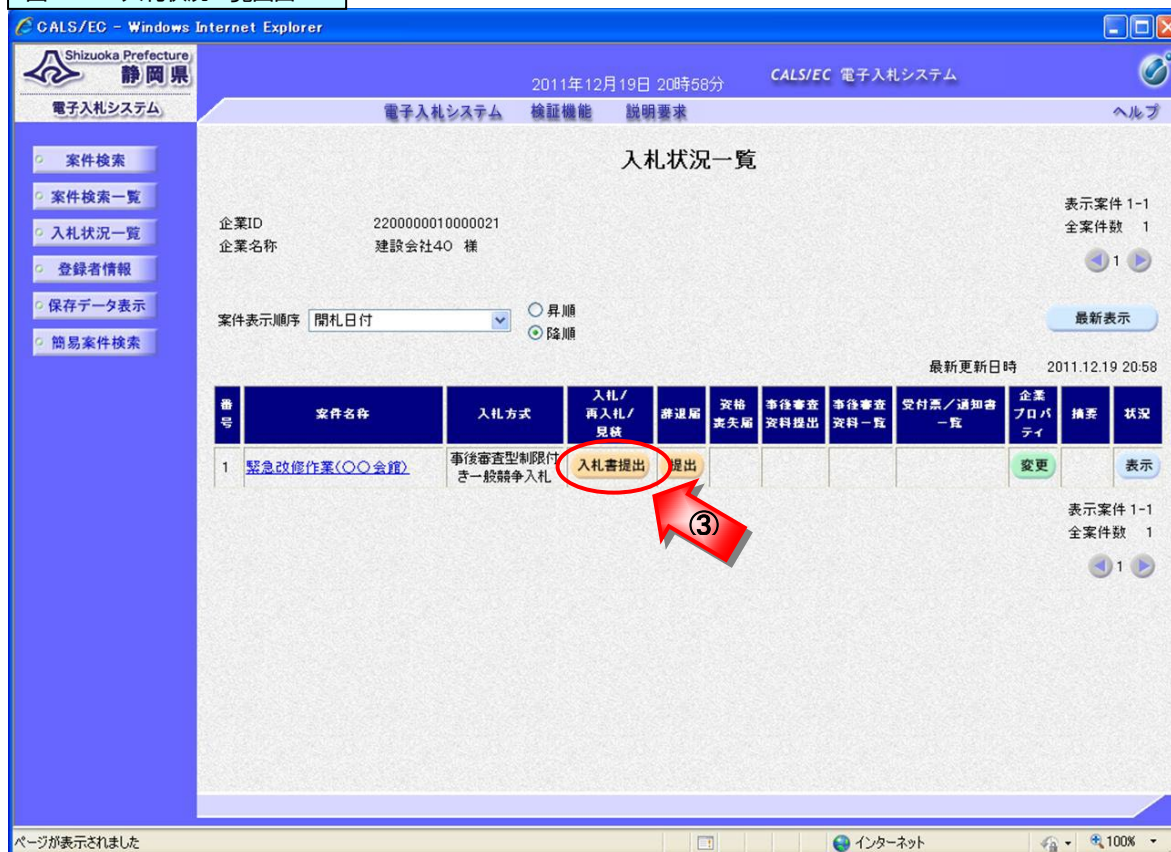 CALS/EC - Windows Internet Explorer
Shizuoka Prefecture
静岡県
2011年12月19日 20時58分
CALS/EC 電子入札システム
電子入札システム
電子入札システム 検証機能 説明要求
ヘルプ
案件検索
案件検索一覧
入札状況一覧
登録者情報
保存データ表示
簡易案件検索
入札状況一覧
表示案件 1-1
全案件数 1
1
企業ID 2200000010000021
企業名称 建設会社40 様
案件表示順序 開札日付
昇順
降順
最新表示
最新更新日時 2011.12.19 20:58
番号 案件名称 入札方式 入札/再入札/見積 辞退届 資格喪失届 事後審査資料提出 事後審査資料一覧 受付票/通知書一覧 企業プロパティ 摘要 状況
1 緊急改修作業(〇〇会館) 事後審査型制限付き一般競争入札 入札書提出 提出 変更 表示
③
表示案件 1-1
全案件数 1
1
ページが表示されました
インターネット
100%